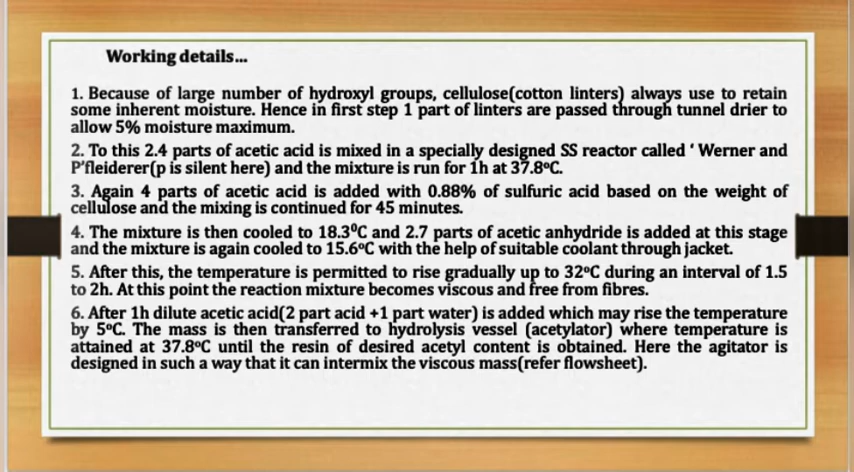 Working details...
1. Because of large number of hydroxyl groups, cellulose(cotton linters) always use to retain
some inherent moisture. Hence in first step 1 part of linters are passed through tunnel drier to
allow 5% moisture maximum.
2. To this 2.4 parts of acetic acid is mixed in a specially designed SS reactor called ‘ Werner and
P’fleiderer(p is silent here) and the mixture is run for 1h at 37.8ºC.
3. Again 4 parts of acetic acid is added with 0.88% of sulfuric acid based on the weight of
cellulose and the mixing is continued for 45 minutes.
4. The mixture is then cooled to 18.3⁰C and 2.7 parts of acetic anhydride is added at this stage
and the mixture is again cooled to 15.6ºC with the help of suitable coolant through jacket.
5. After this, the temperature is permitted to rise gradually up to 32ºC during an interval of 1.5
to 2h. At this point the reaction mixture becomes viscous and free from fibres.
6. After 1h dilute acetic acid(2 part acid +1 part water) is added which may rise the temperature
by 5ºC. The mass is then transferred to hydrolysis vessel (acetylator) where temperature is
attained at 37.8ºC until the resin of desired acetyl content is obtained. Here the agitator is
designed in such a way that it can intermix the viscous mass(refer flowsheet).